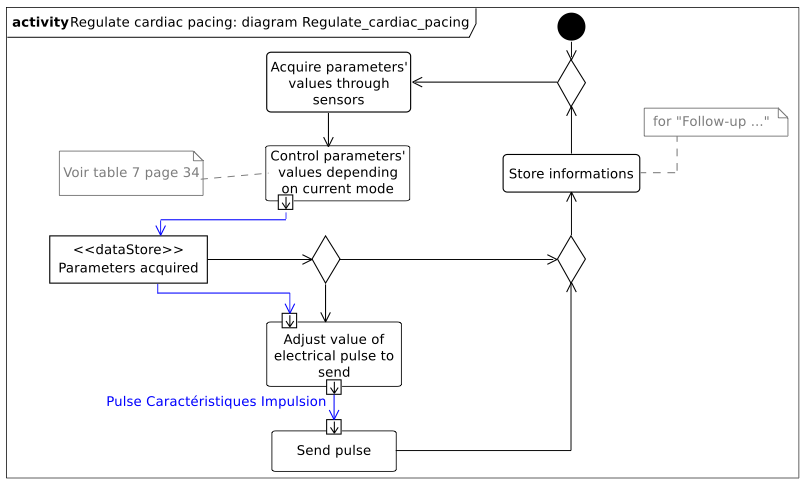 activityRegulate cardiac pacing: diagram Regulate_cardiac_pacing
Acquire parameters'
values through
sensors
for "Follow-up ..."
Control parameters'
values depending
on current mode
Voir table 7 page 34
Store informations
<<dataStore>>
Parameters acquired
Adjust value of
electrical pulse to
send
Pulse Caractéristiques Impulsion
Send pulse